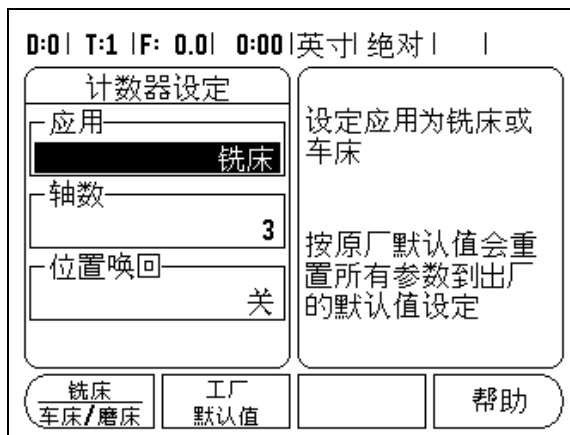 D:0 | T:1 | F: 0.0 | 0:00 | 英寸 | 绝对 | |
计数器设定
应用
铣床
轴数
3
位置唤回
关
设定应用为铣床或
车床
按原厂默认值会重
置所有参数到出厂
的默认值设定
铣床
车床/磨床
工厂
默认值
帮助